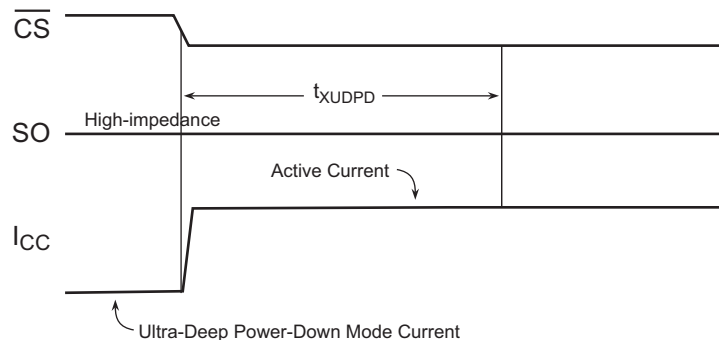 CS
tXUDPD
High-impedance
SO
Active Current
ICC
Ultra-Deep Power-Down Mode Current